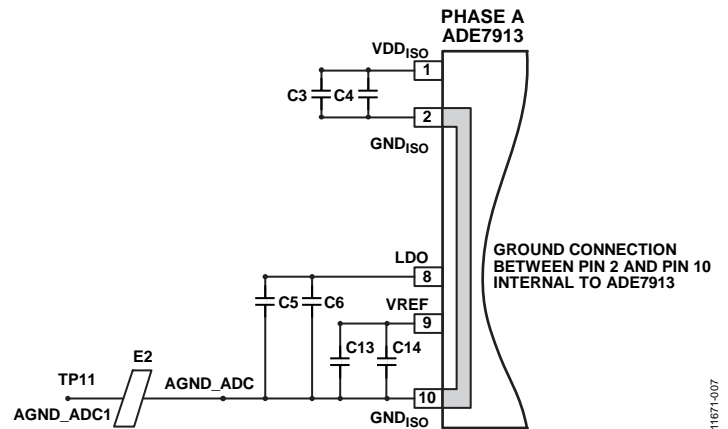 PHASE A
ADE7913
VDDISO
1
C3 C4
2
GNDISO
GROUND CONNECTION
BETWEEN PIN 2 AND PIN 10
INTERNAL TO ADE7913
LDO
8
C5 C6
VREF
9
C13 C14
E2
TP11
AGND_ADC
10
AGND_ADC1
GNDISO
11671-007